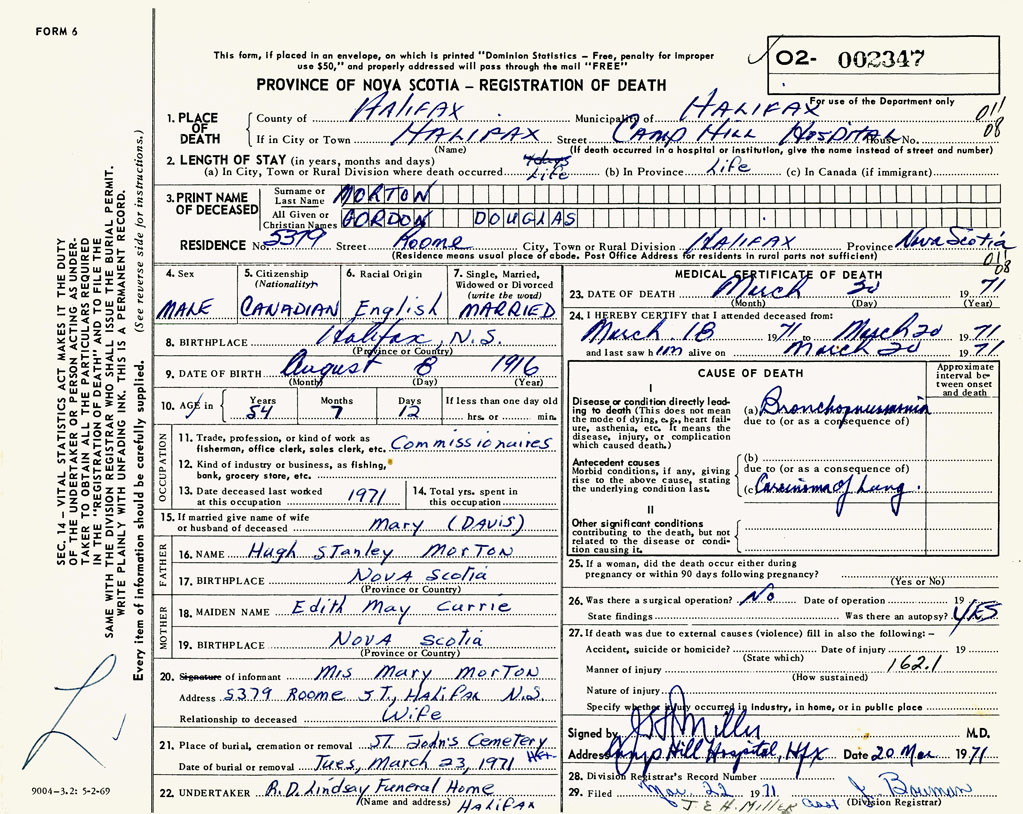 FORM 6
This form, if placed in an envelope, on which is printed "Dominion Statistics – Free, penalty for improper
use $50," and properly addressed will pass through the mail "FREE"
02- 002347
PROVINCE OF NOVA SCOTIA – REGISTRATION OF DEATH
For use of the Department only
1. PLACE OF DEATH
County of HALIFAX Municipality of HALIFAX 011
If in City or Town HALIFAX Street CAMP HILL HOSPITAL House No. 08
(Name) (If death occurred in a hospital or institution, give the name instead of street and number)
2. LENGTH OF STAY (in years, months and days)
(a) In City, Town or Rural Division where death occurred Life (b) In Province Life (c) In Canada (if immigrant)
3. PRINT NAME OF DECEASED
Surname or Last Name MORTON
All Given or Christian Names GORDON DOUGLAS
RESIDENCE No. 5379 Street Roome City, Town or Rural Division HALIFAX Province Nova Scotia
(Residence means usual place of abode. Post Office Address for residents in rural parts not sufficient) 011
08
4. Sex MALE
5. Citizenship (Nationality) CANADIAN
6. Racial Origin English
7. Single, Married, Widowed or Divorced (write the word) MARRIED
8. BIRTHPLACE Halifax, N.S.
(Province or Country)
9. DATE OF BIRTH August 8 1916
(Month) (Day) (Year)
10. AGE in Years 54 Months 7 Days 12 If less than one day old hrs. or min.
OCCUPATION
11. Trade, profession, or kind of work as
fisherman, office clerk, sales clerk, etc. Commissionaires
12. Kind of industry or business, as fishing,
bank, grocery store, etc.
13. Date deceased last worked
at this occupation 1971
14. Total yrs. spent in
this occupation
15. If married give name of wife
or husband of deceased Mary (DAVIS)
FATHER
16. NAME Hugh Stanley Morton
17. BIRTHPLACE NOVA Scotia
(Province or Country)
MOTHER
18. MAIDEN NAME Edith May Currie
19. BIRTHPLACE NOVA Scotia
(Province or Country)
20. Signature of informant Mrs Mary Morton
Address 5379 Roome ST, Halifax N.S.
Relationship to deceased Wife
21. Place of burial, cremation or removal St. John's Cemetery
Hfx
Date of burial or removal Tues, March 23, 1971
22. UNDERTAKER R.D. Lindsay Funeral Home
(Name and address) HALIFAX
MEDICAL CERTIFICATE OF DEATH
23. DATE OF DEATH March 20 1971
(Month) (Day) (Year)
24. I HEREBY CERTIFY that I attended deceased from:
March 18 1971 to March 20 1971
and last saw him alive on March 20 1971
CAUSE OF DEATH
Approximate interval between onset and death
I
Disease or condition directly leading to death (This does not mean the mode of dying, e.g., heart failure, asthenia, etc. It means the disease, injury, or complication which caused death.)
(a) Bronchopneumonia
due to (or as a consequence of)
Antecedent causes
Morbid conditions, if any, giving rise to the above cause, stating the underlying condition last.
(b)
due to (or as a consequence of)
(c) Carcinoma of Lung.
II
Other significant conditions
contributing to the death, but not related to the disease or condition causing it.
25. If a woman, did the death occur either during
pregnancy or within 90 days following pregnancy?
(Yes or No)
26. Was there a surgical operation? No Date of operation 19
State findings Was there an autopsy? YES
27. If death was due to external causes (violence) fill in also the following:–
Accident, suicide or homicide? Date of injury 19
(State which)
Manner of injury 162.1
(How sustained)
Nature of injury
Specify whether injury occurred in industry, in home, or in public place
Signed by J H Miller M.D.
Address Camp Hill Hospital, Hfx Date 20 Mar 1971
28. Division Registrar's Record Number
29. Filed Mar. 22 1971 J. Bauman
J. E. H. MILLER (Division Registrar)
SEC. 14 – VITAL STATISTICS ACT MAKES IT THE DUTY
OF THE UNDERTAKER OR PERSON ACTING AS UNDER-
TAKER TO OBTAIN ALL THE PARTICULARS REQUIRED
IN THE "REGISTRATION OF DEATH" AND TO FILE THE
SAME WITH THE DIVISION REGISTRAR WHO SHALL ISSUE THE BURIAL PERMIT.
WRITE PLAINLY WITH UNFADING INK. THIS IS A PERMANENT RECORD.
Every item of information should be carefully supplied. (See reverse side for instructions.)
9004–3.2: 5-2-69